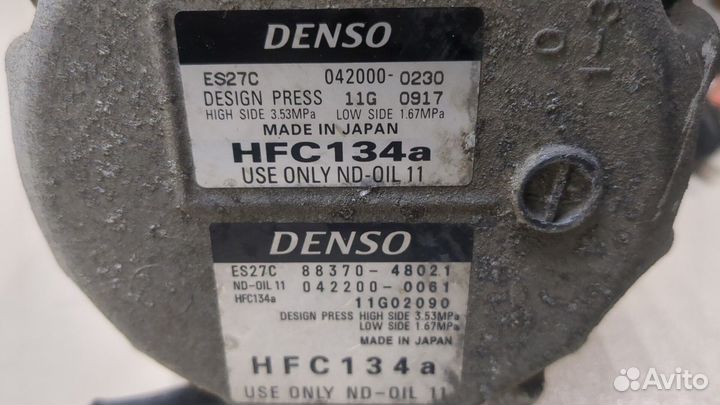 DENSO
ES27C 042000-0230
DESIGN PRESS 11G 0917
HIGH SIDE 3.53MPa LOW SIDE 1.67MPa
MADE IN JAPAN
HFC134a
USE ONLY ND-OIL 11
DENSO
ES27C 88370-48021
ND-OIL 11 042200-0061
HFC134a 11G02090
DESIGN PRESS HIGH SIDE 3.53MPa
LOW SIDE 1.67MPa
MADE IN JAPAN
HFC134a
USE ONLY ND-OIL 11
Avito